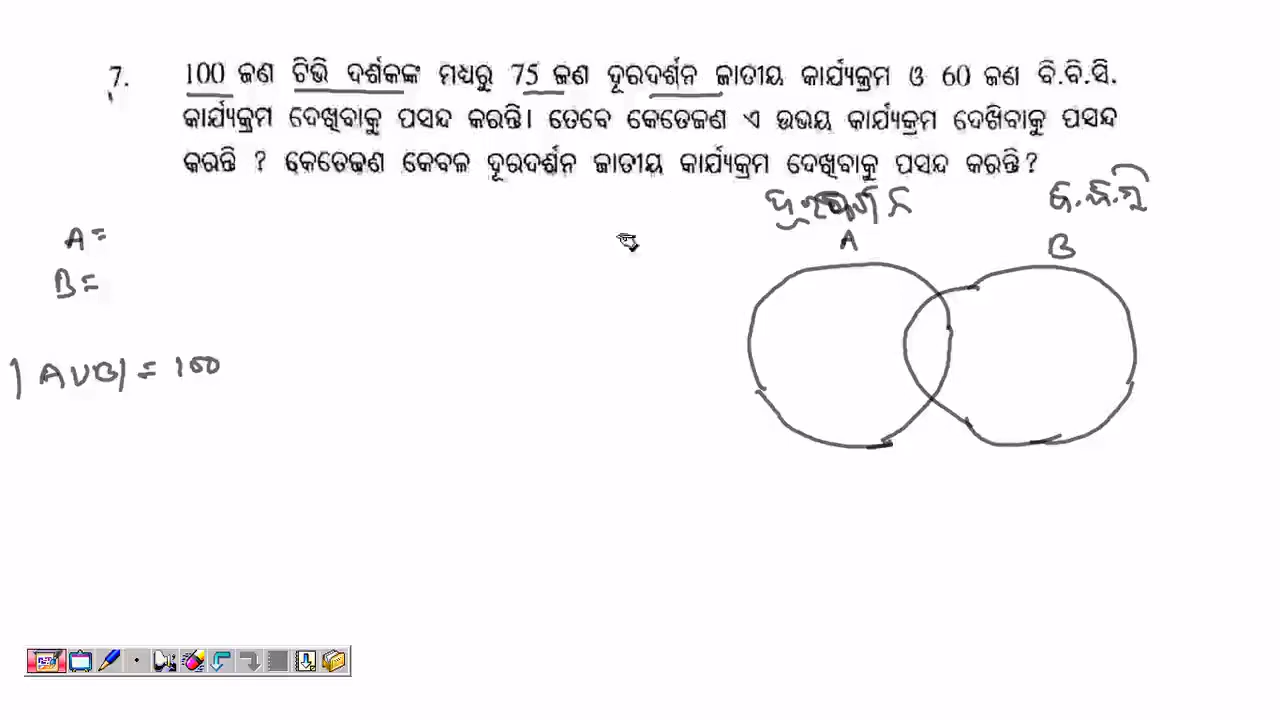 7. 100 ଜଣ ଟିଭି ଦର୍ଶକଙ୍କ ମଧ୍ୟରୁ 75 ଜଣ ଦୂରଦର୍ଶନ ଜାତୀୟ କାର୍ଯ୍ୟକ୍ରମ ଓ 60 ଜଣ ବି.ବି.ସି.
କାର୍ଯ୍ୟକ୍ରମ ଦେଖିବାକୁ ପସନ୍ଦ କରନ୍ତି। ତେବେ କେତେଜଣ ଏ ଉଭୟ କାର୍ଯ୍ୟକ୍ରମ ଦେଖିବାକୁ ପସନ୍ଦ
କରନ୍ତି ? କେତେଜଣ କେବଳ ଦୂରଦର୍ଶନ ଜାତୀୟ କାର୍ଯ୍ୟକ୍ରମ ଦେଖିବାକୁ ପସନ୍ଦ କରନ୍ତି ?
ଦୂରଦର୍ଶନ ବି.ବି.ସି
A= A B
B=
|A∪B| = 100